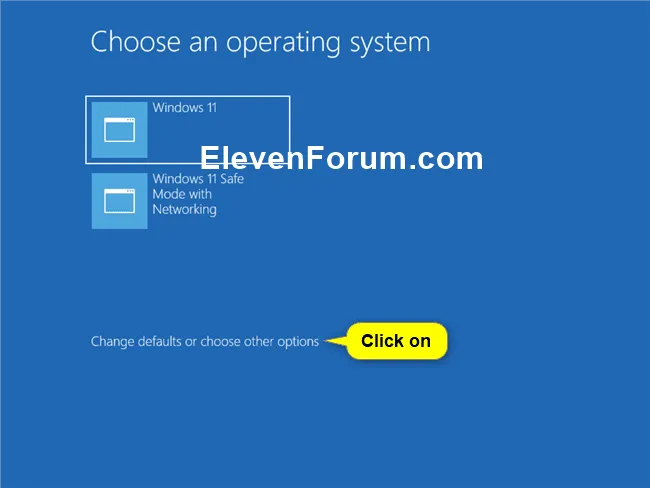 Choose an operating system
Windows 11
ElevenForum.com
Windows 11 Safe
Mode with
Networking
Change defaults or choose other options
Click on